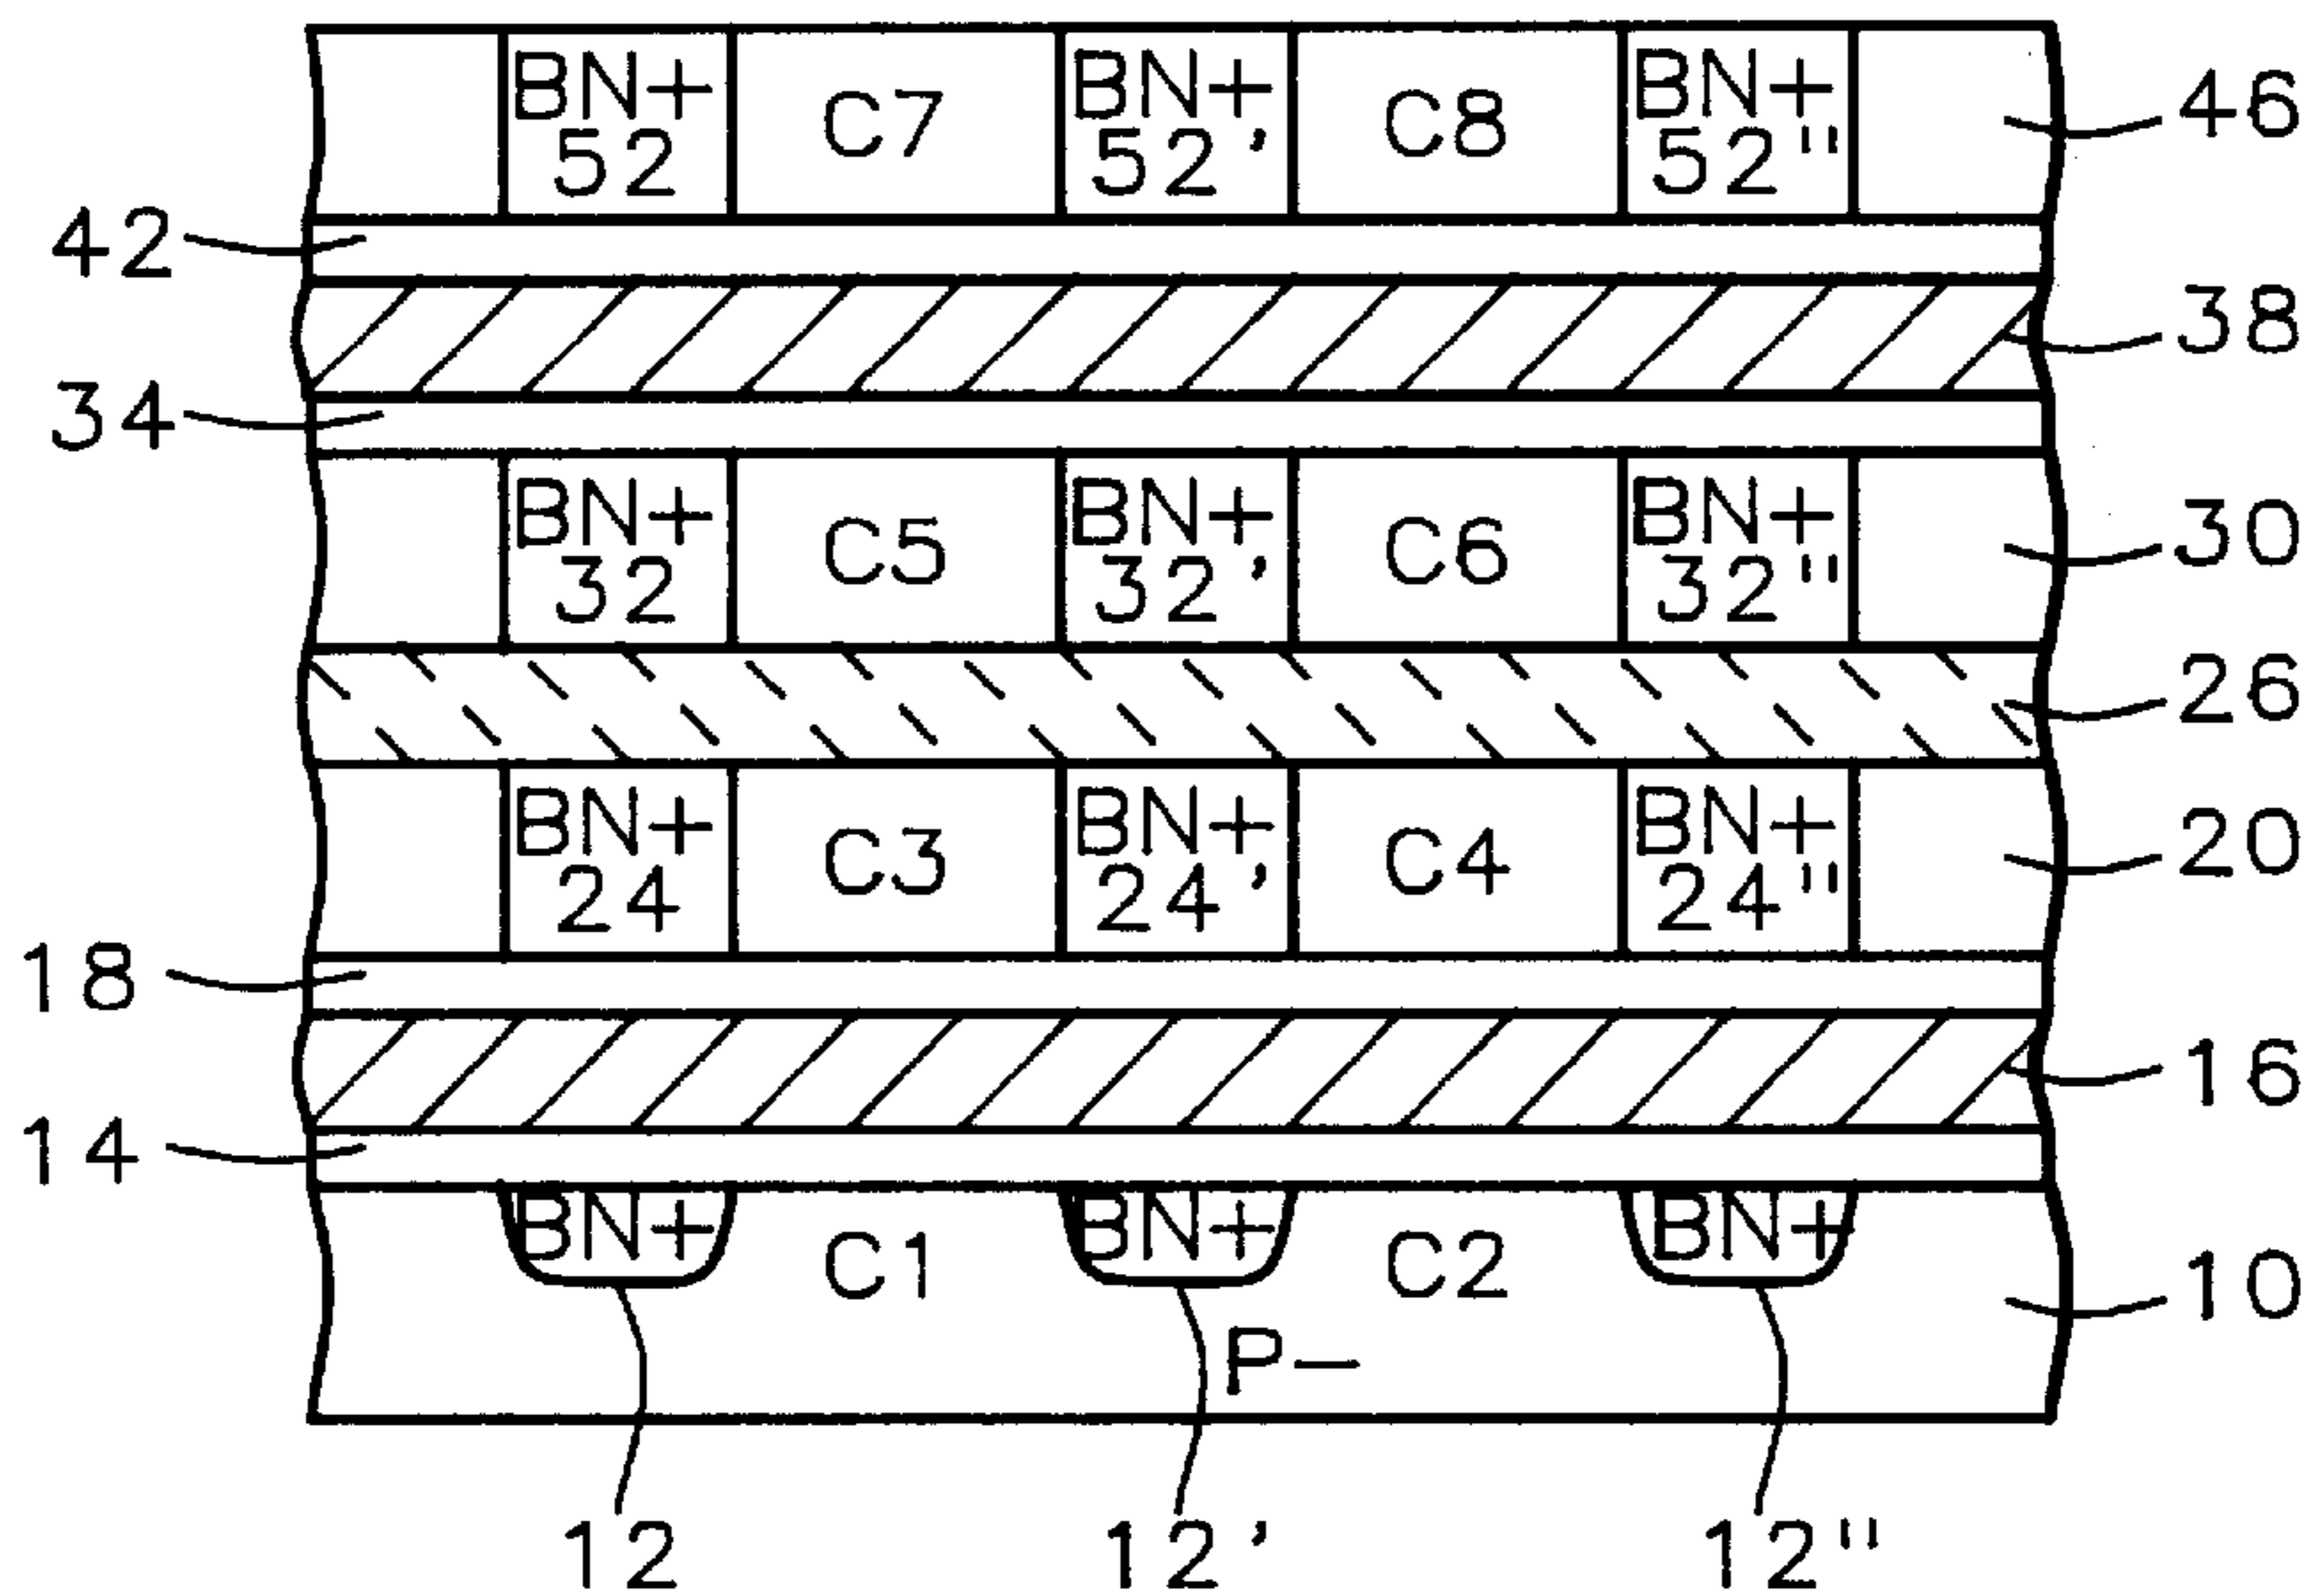 BN+ BN+ BN+
C7 C8 46
52 52' 52"
42
38
34
BN+ BN+ BN+
C5 C6 30
32 32' 32"
26
BN+ BN+ BN+
C3 C4 20
24 24' 24"
18
16
14
BN+ BN+ BN+
C1 C2 10
P-
12 12' 12"